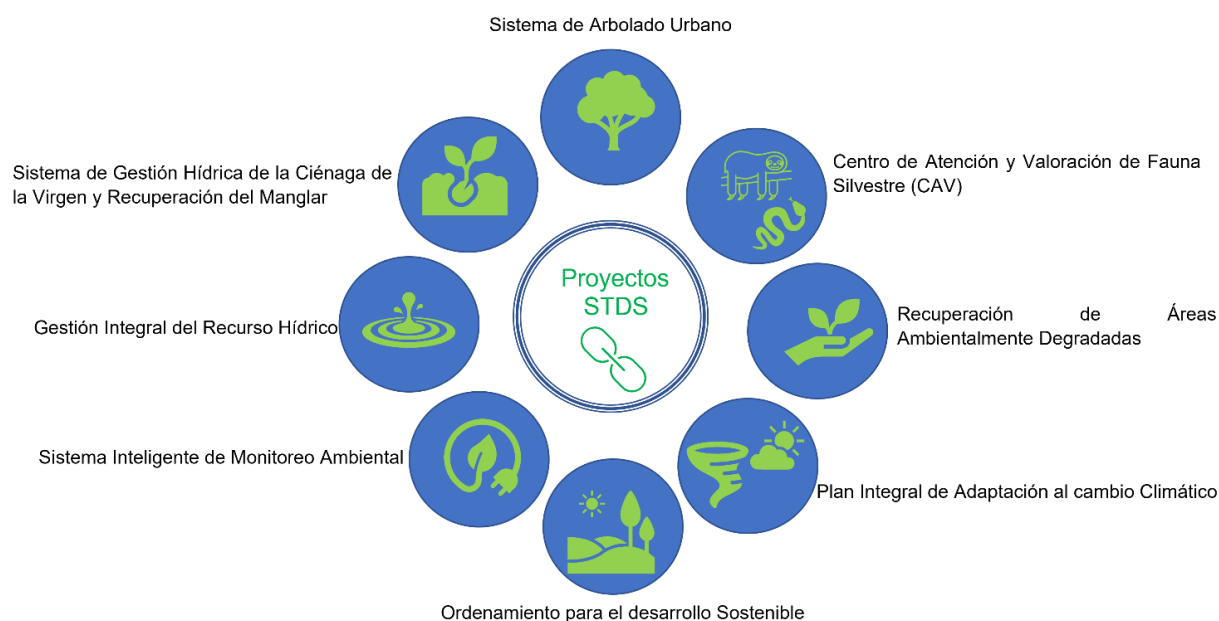 Sistema de Arbolado Urbano
Centro de Atención y Valoración de Fauna
Silvestre (CAV)
Recuperación de Áreas
Ambientalmente Degradadas
Plan Integral de Adaptación al cambio Climático
Ordenamiento para el desarrollo Sostenible
Sistema Inteligente de Monitoreo Ambiental
Gestión Integral del Recurso Hídrico
Sistema de Gestión Hídrica de la Ciénaga de
la Virgen y Recuperación del Manglar
Proyectos
STDS